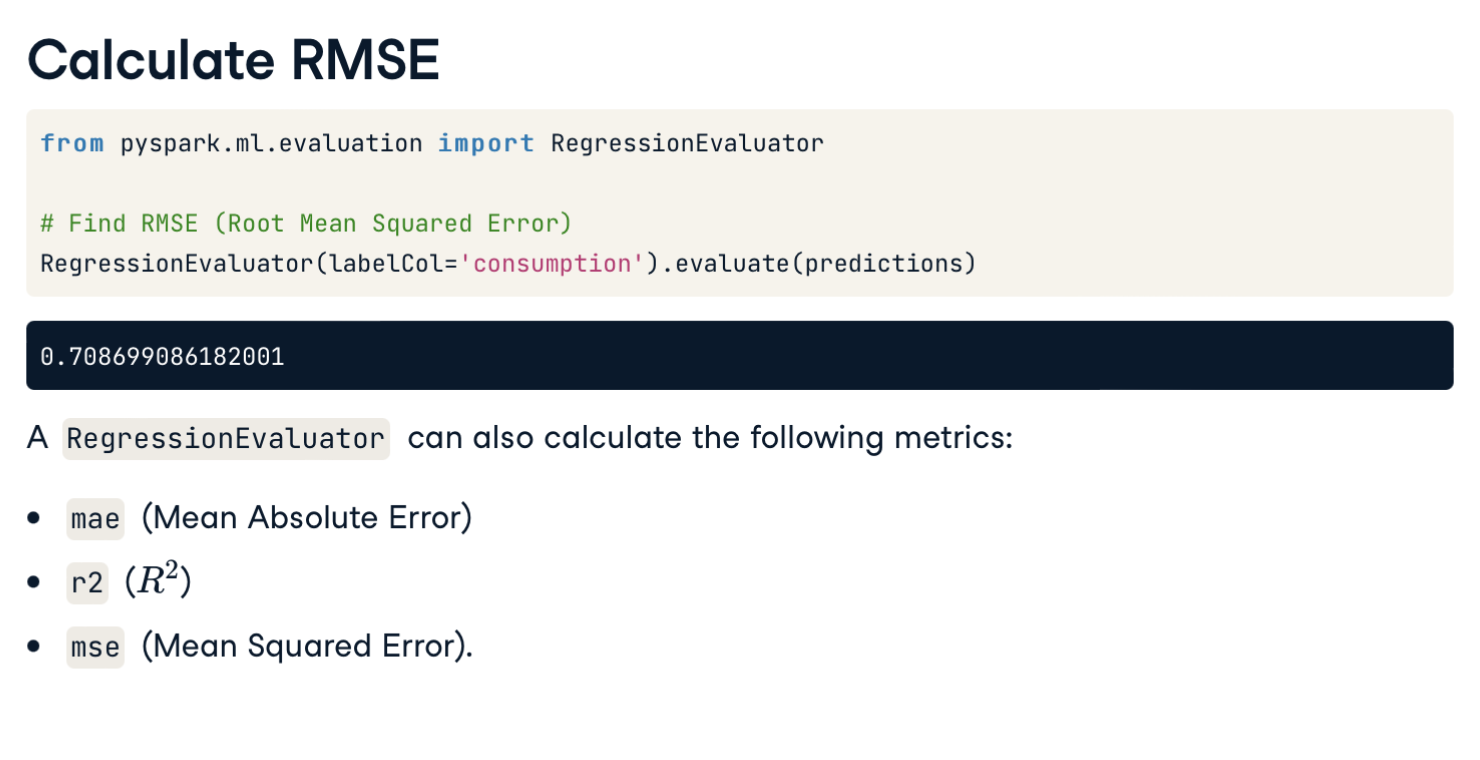 Calculate RMSE
from pyspark.ml.evaluation import RegressionEvaluator
# Find RMSE (Root Mean Squared Error)
RegressionEvaluator(labelCol='consumption').evaluate(predictions)
0.708699086182001
A RegressionEvaluator can also calculate the following metrics:
• mae (Mean Absolute Error)
• r2 (R²)
• mse (Mean Squared Error).